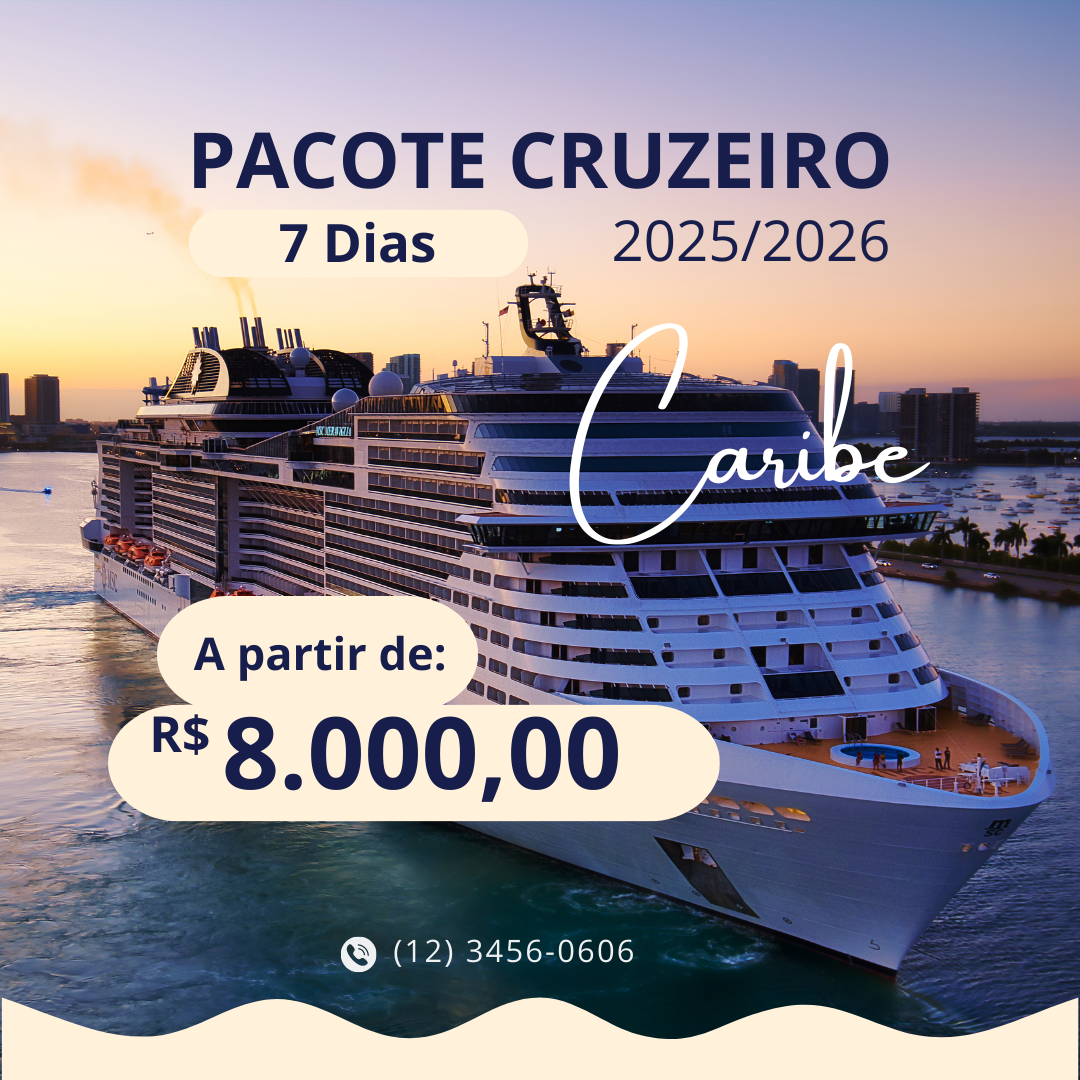 PACOTE CRUZEIRO
7 Dias
2025/2026
Caribe
A partir de:
R$ 8.000,00
(12) 3456-0606